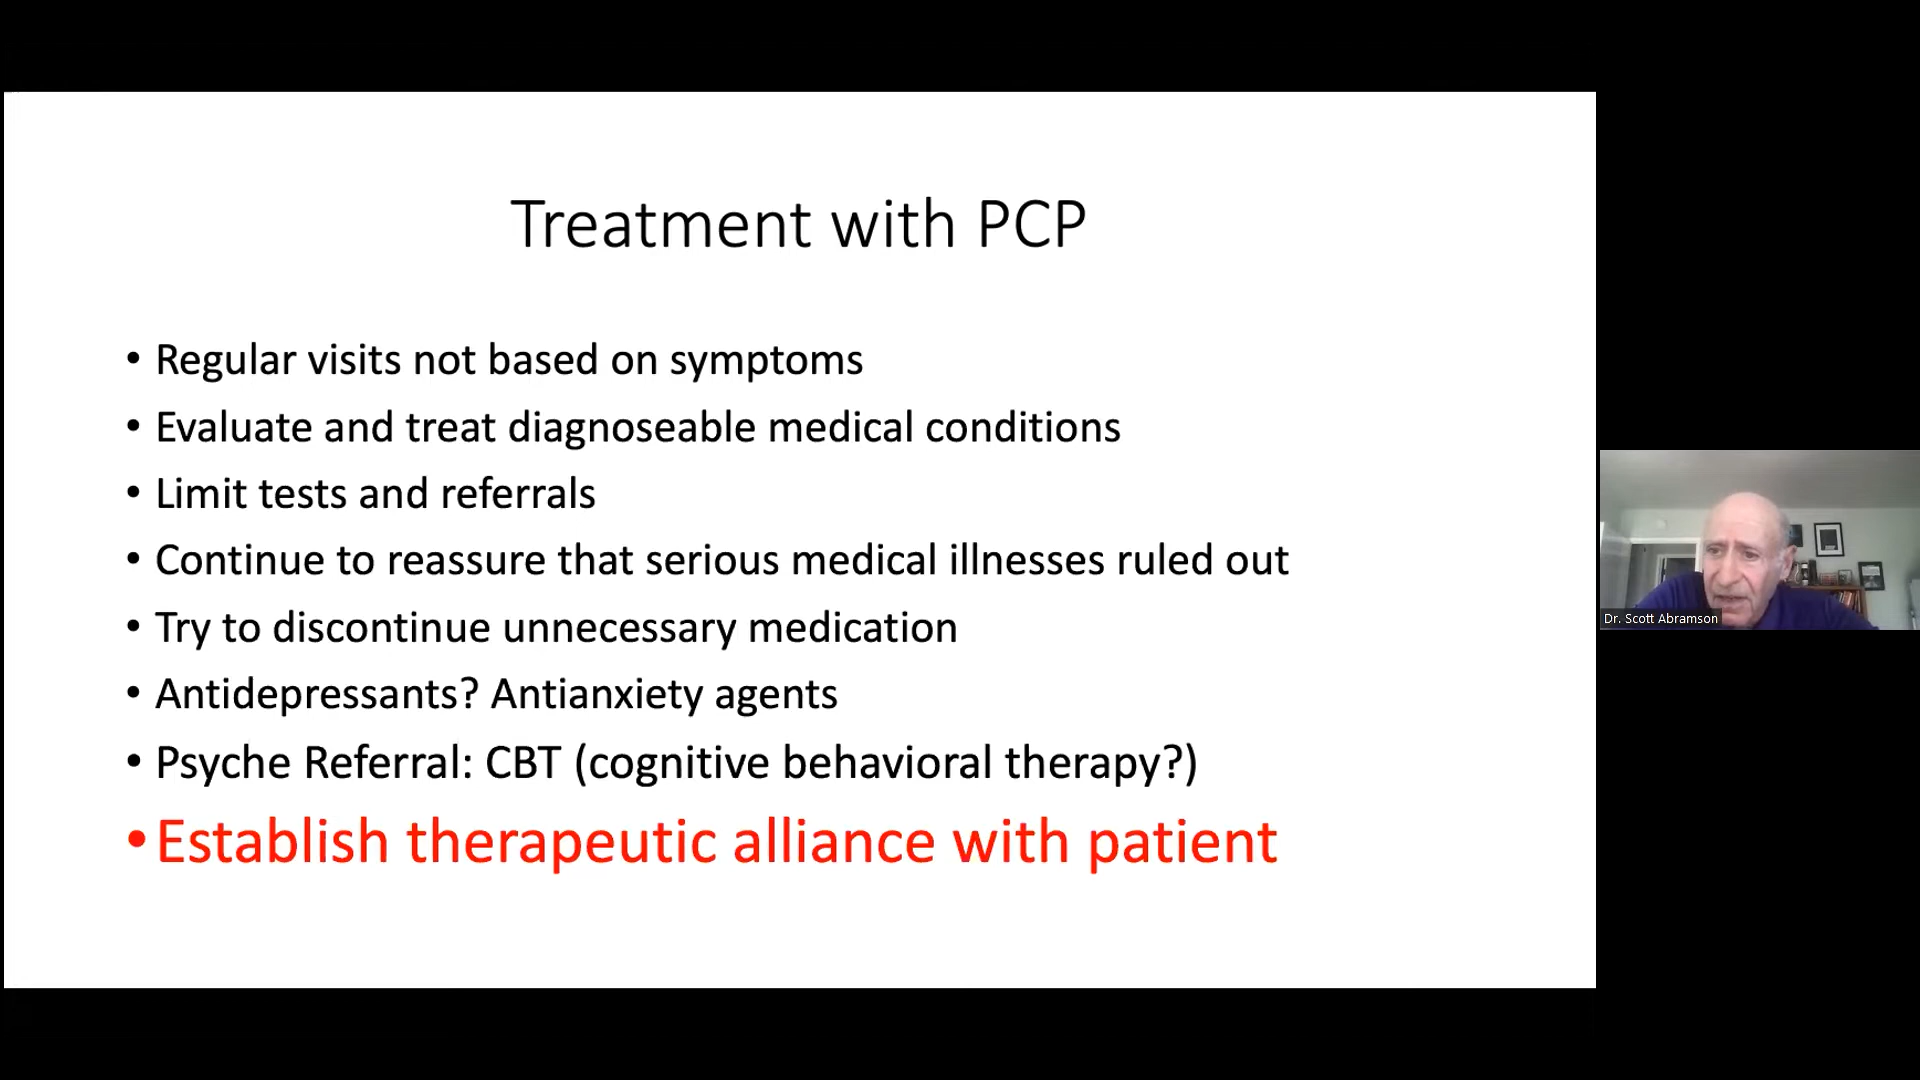 Treatment with PCP
• Regular visits not based on symptoms
• Evaluate and treat diagnoseable medical conditions
• Limit tests and referrals
• Continue to reassure that serious medical illnesses ruled out
• Try to discontinue unnecessary medication
• Antidepressants? Antianxiety agents
• Psyche Referral: CBT (cognitive behavioral therapy?)
• Establish therapeutic alliance with patient
Dr. Scott Abramson